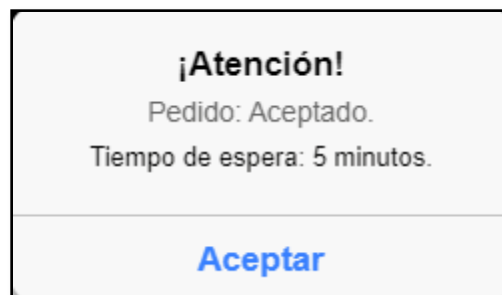 ¡Atención!
Pedido: Aceptado.
Tiempo de espera: 5 minutos.
Aceptar